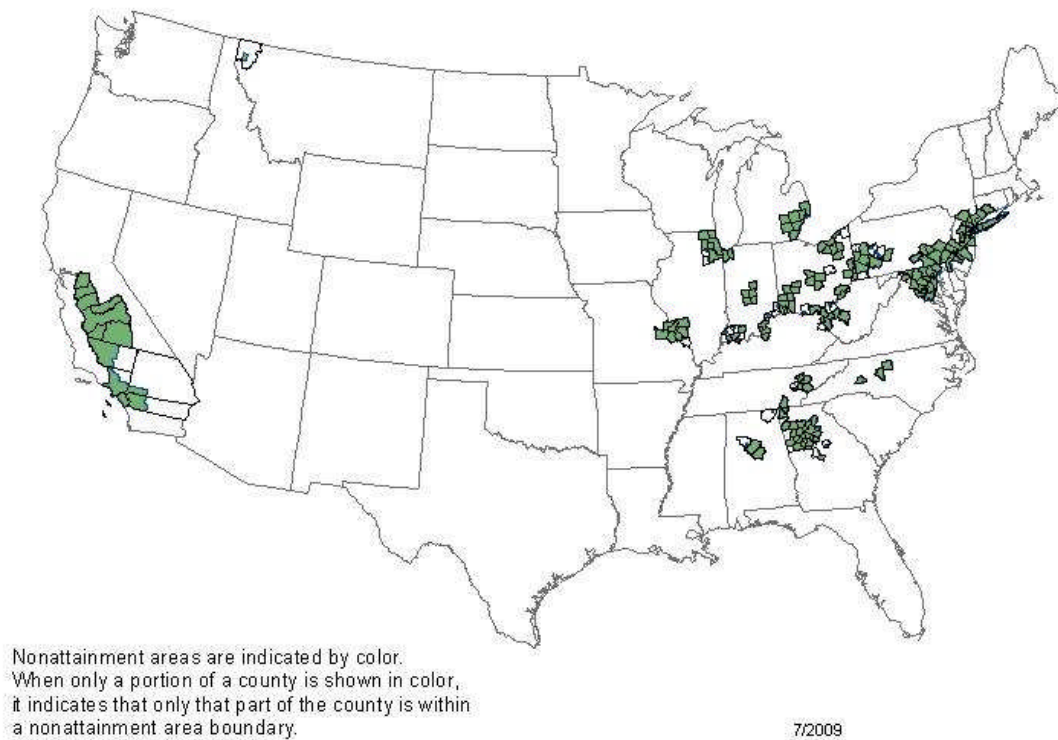 Nonattainment areas are indicated by color.
When only a portion of a county is shown in color,
it indicates that only that part of the county is within
a nonattainment area boundary.
7/2009